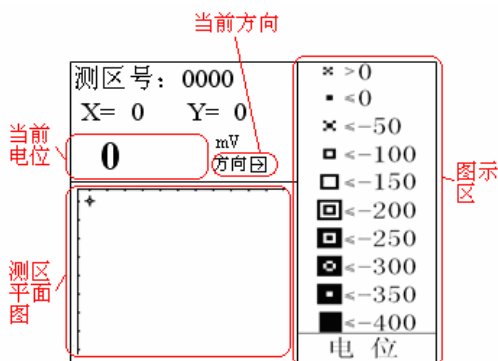 当前方向
测区号： 0000
X= 0 Y= 0
当前
电位
0
mV
方向
测区
平面
图
>0
≤0
≤-50
≤-100
≤-150
≤-200
≤-250
≤-300
≤-350
≤-400
电 位
图示
区